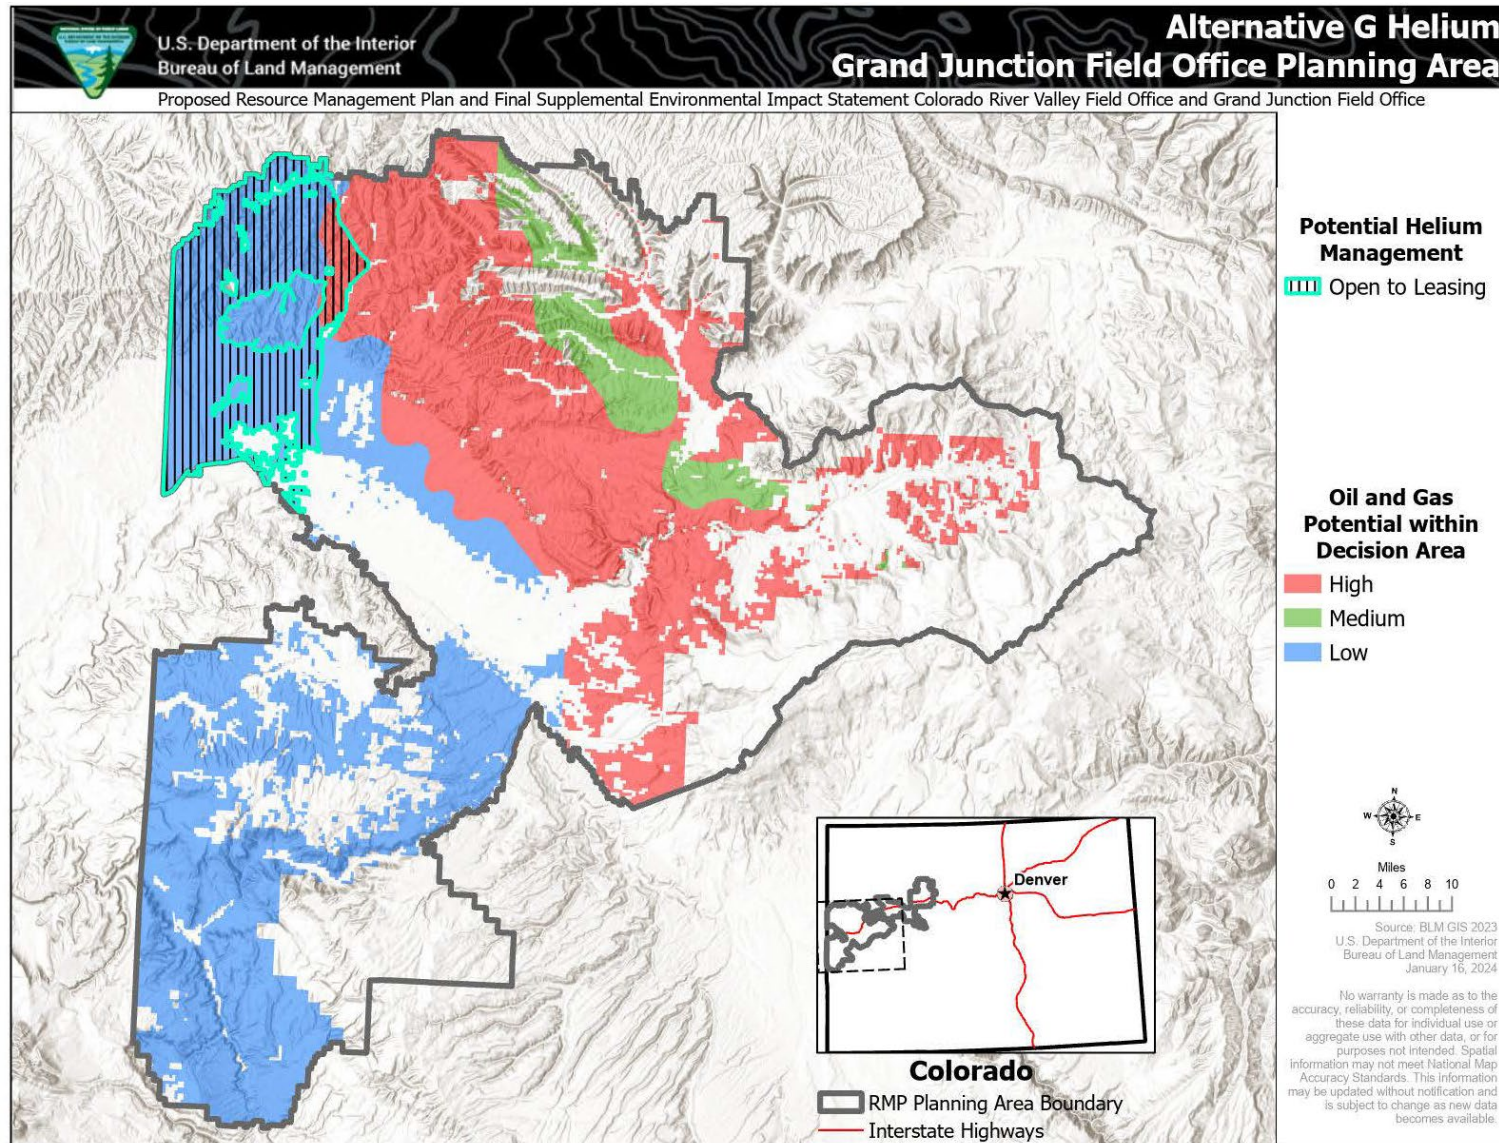 U.S. Department of the Interior
Bureau of Land Management
Alternative G Helium
Grand Junction Field Office Planning Area
Proposed Resource Management Plan and Final Supplemental Environmental Impact Statement Colorado River Valley Field Office and Grand Junction Field Office
Potential Helium
Management
Open to Leasing
Oil and Gas
Potential within
Decision Area
High
Medium
Low
N
W E
S
Miles
0 2 4 6 8 10
Source: BLM GIS 2023
U.S. Department of the Interior
Bureau of Land Management
January 16, 2024
No warranty is made as to the
accuracy, reliability, or completeness of
these data for individual use or
aggregate use with other data, or for
purposes not intended. Spatial
information may not meet National Map
Accuracy Standards. This information
may be updated without notification and
is subject to change as new data
becomes available.
Denver
Colorado
RMP Planning Area Boundary
Interstate Highways